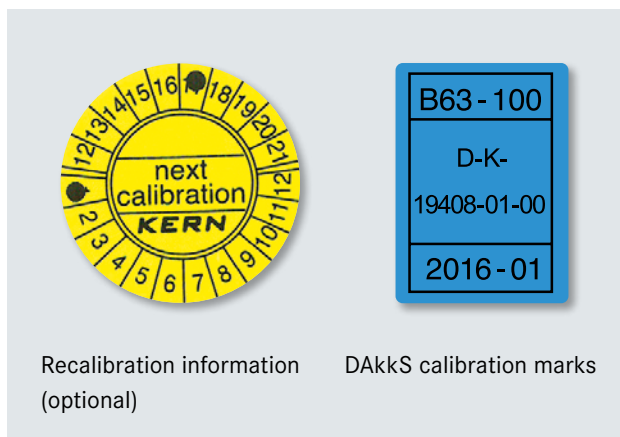 12 13 14 15 16 18 19 20 21
next
calibration
KERN
2 3 4 5 6 7 8 9 10 11 12
B63-100
D-K-
19408-01-00
2016-01
Recalibration information
(optional)
DAkkS calibration marks